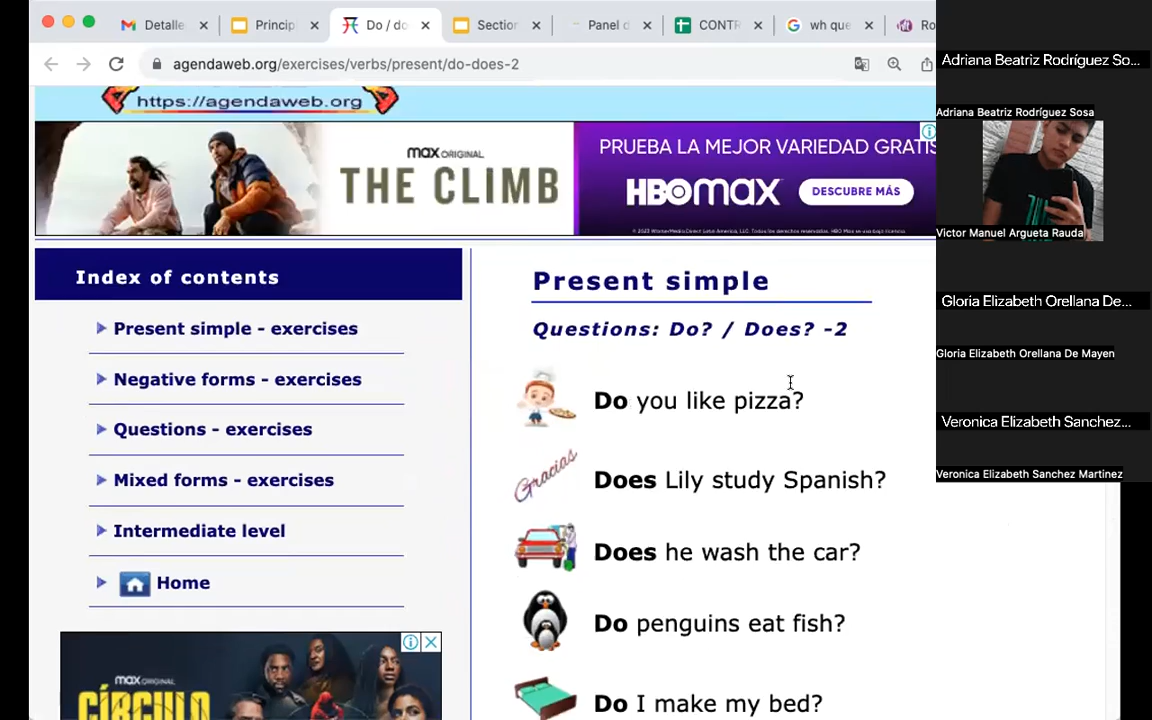 Detalle
Princip
Do / do
Section
Panel d
CONTR
wh que
Ro
agendaweb.org/exercises/verbs/present/do-does-2
https://agendaweb.org
max ORIGINAL
THE CLIMB
PRUEBA LA MEJOR VARIEDAD GRATIS
HBOmax
DESCUBRE MÁS
Index of contents
Present simple - exercises
Negative forms - exercises
Questions - exercises
Mixed forms - exercises
Intermediate level
Home
max ORIGINAL
CÍRCULO
Present simple
Questions: Do? / Does? -2
Do you like pizza?
Gracias
Does Lily study Spanish?
Does he wash the car?
Do penguins eat fish?
Do I make my bed?
Adriana Beatriz Rodríguez So...
Adriana Beatriz Rodríguez Sosa
Victor Manuel Argueta Rauda
Gloria Elizabeth Orellana De...
Gloria Elizabeth Orellana De Mayen
Veronica Elizabeth Sanchez...
Veronica Elizabeth Sanchez Martinez